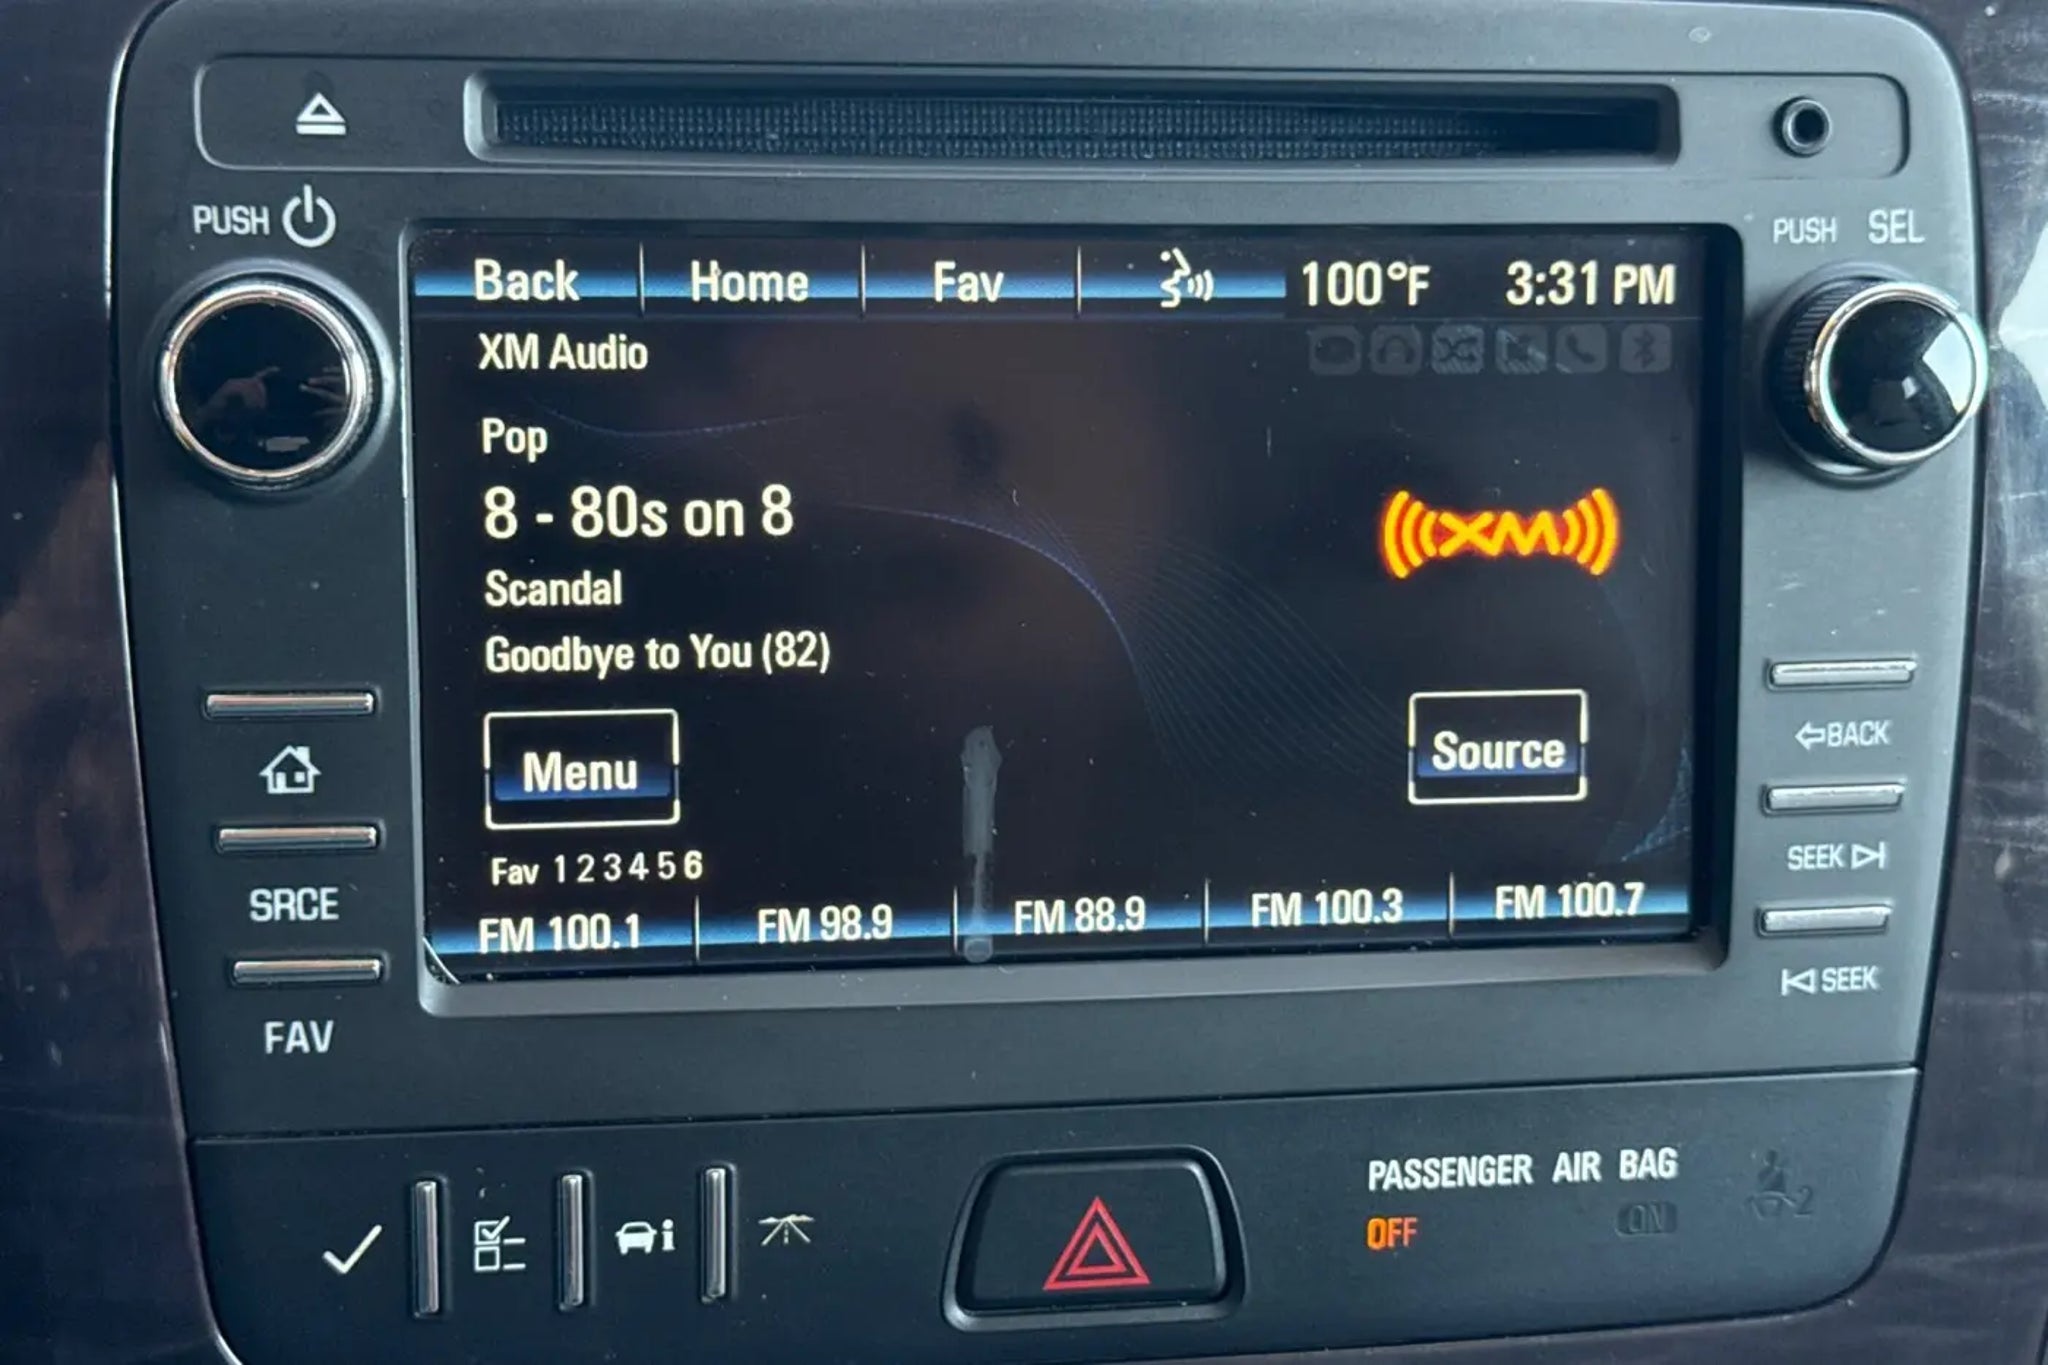 PUSH
PUSH SEL
Back Home Fav 100°F 3:31 PM
XM Audio
Pop
8 - 80s on 8
XM
Scandal
Goodbye to You (82)
Menu
Source
Fav 1 2 3 4 5 6
FM 100.1 FM 98.9 FM 88.9 FM 100.3 FM 100.7
SRCE
FAV
BACK
SEEK
SEEK
PASSENGER AIR BAG
OFF ON 2
i